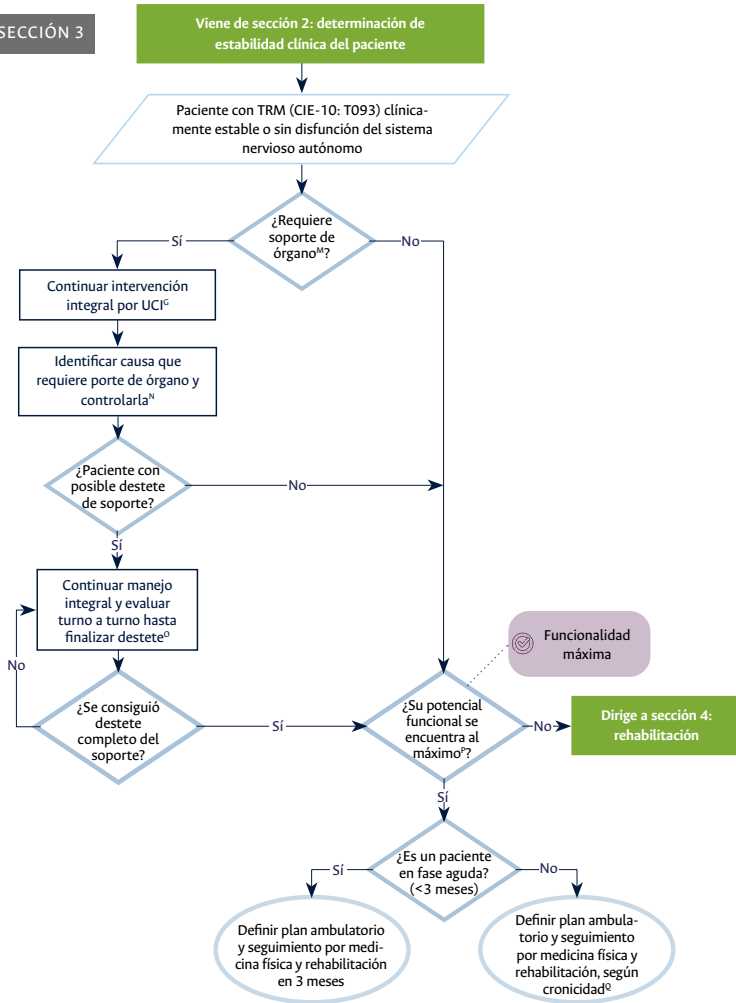 SECCIÓN 3
Viene de sección 2: determinación de
estabilidad clínica del paciente
Paciente con TRM (CIE-10: T093) clínica-
mente estable o sin disfunción del sistema
nervioso autónomo
¿Requiere
soporte de
órganoᴹ?
Sí
No
Continuar intervención
integral por UCIᴳ
Identificar causa que
requiere porte de órgano y
controlarlaᴺ
¿Paciente con
posible destete
de soporte?
No
Sí
Continuar manejo
integral y evaluar
turno a turno hasta
finalizar desteteᴼ
No
¿Se consiguió
destete
completo del
soporte?
Sí
Funcionalidad
máxima
¿Su potencial
funcional se
encuentra al
máximoᴾ?
No
Dirige a sección 4:
rehabilitación
Sí
¿Es un paciente
en fase aguda?
(<3 meses)
Sí
No
Definir plan ambulatorio
y seguimiento por medi-
cina física y rehabilitación
en 3 meses
Definir plan ambula-
torio y seguimiento
por medicina física y
rehabilitación, según
cronicidadQ